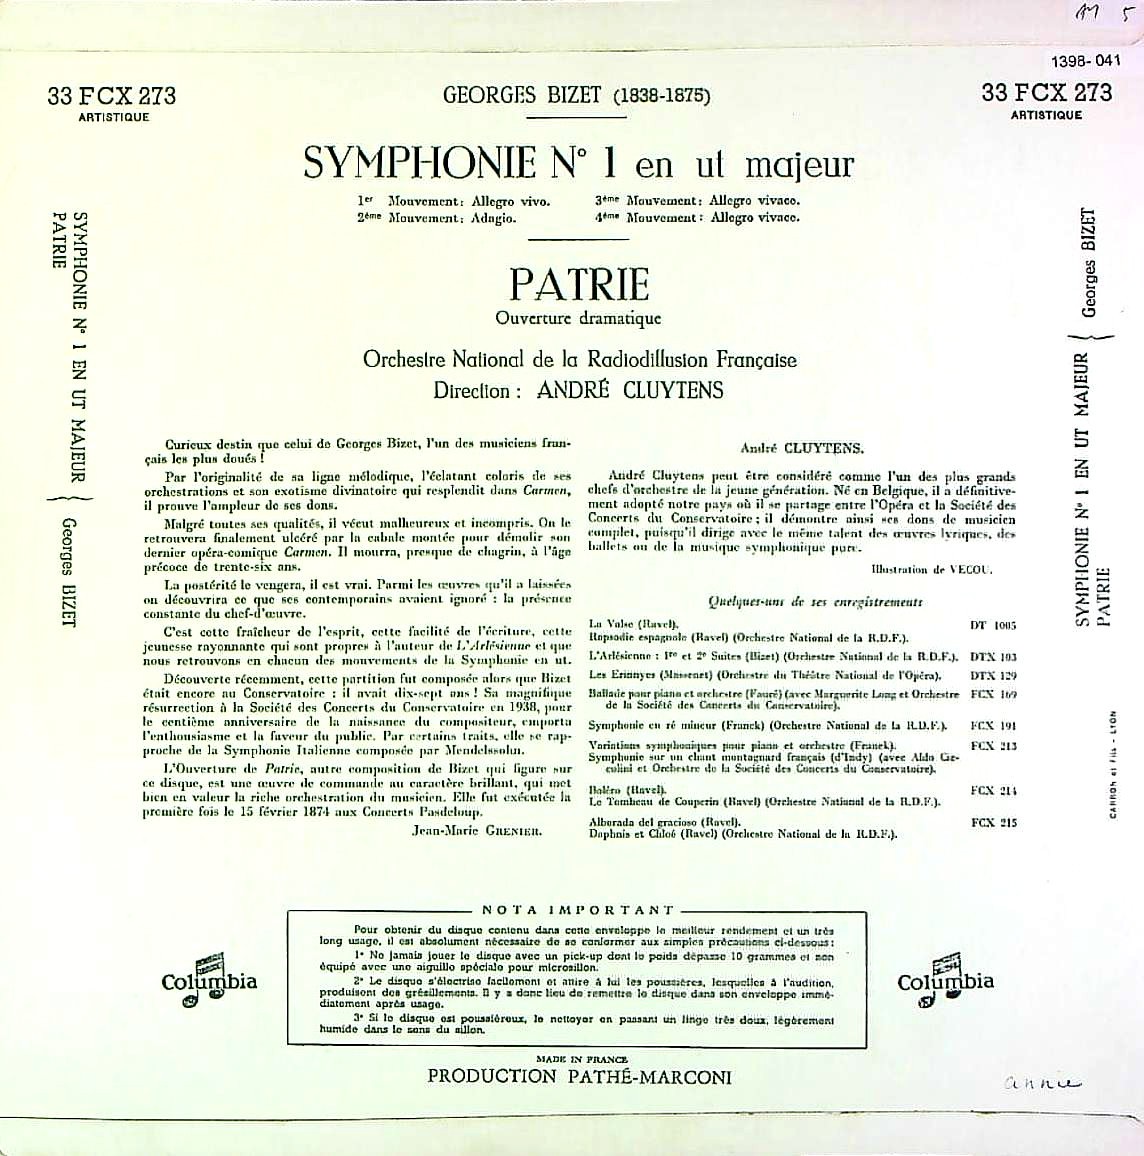 AM 5
1398-041
33 FCX 273
ARTISTIQUE
GEORGES BIZET (1838-1875)
33 FCX 273
ARTISTIQUE
SYMPHONIE N° 1 en ut majeur
1er Mouvement: Allegro vivo.
2ème Mouvement: Adagio.
3ème Mouvement: Allegro vivace.
4ème Mouvement: Allegro vivace.
PATRIE
Ouverture dramatique
Orchestre National de la Radiodiffusion Française
Direction : ANDRÉ CLUYTENS
SYMPHONIE N° 1 EN UT MAJEUR
PATRIE
Georges BIZET
Curieux destin que celui de Georges Bizet, l'un des musiciens fran-
çais les plus doués !
Par l'originalité de sa ligne mélodique, l'éclatant coloris de ses
orchestrations et son exotisme divinatoire qui resplendit dans Carmen,
il prouve l'ampleur de ses dons.
Malgré toutes ses qualités, il vécut malheureux et incompris. On le
retrouvera finalement ulcéré par la cabale montée pour démolir son
dernier opéra-comique Carmen. Il mourra, presque de chagrin, à l'âge
précoce de trente-six ans.
La postérité le vengera, il est vrai. Parmi les œuvres qu'il a laissées
on découvrira ce que ses contemporains avaient ignoré : la présence
constante du chef-d'œuvre.
C'est cette fraîcheur de l'esprit, cette facilité de l'écriture, cette
jeunesse rayonnante qui sont propres à l'auteur de L'Arlésienne et que
nous retrouvons en chacun des mouvements de la Symphonie en ut.
Découverte récemment, cette partition fut composée alors que Bizet
était encore au Conservatoire : il avait dix-sept ans ! Sa magnifique
résurrection à la Société des Concerts du Conservatoire en 1938, pour
le centième anniversaire de la naissance du compositeur, emporta
l'enthousiasme et la faveur du public. Par certains traits, elle se rap-
proche de la Symphonie Italienne composée par Mendelssohn.
L'Ouverture de Patrie, autre composition de Bizet qui figure sur
ce disque, est une œuvre de commande au caractère brillant, qui met
bien en valeur la riche orchestration du musicien. Elle fut exécutée la
première fois le 15 février 1874 aux Concerts Pasdeloup.
Jean-Marie GRENIER.
André CLUYTENS.
André Cluytens peut être considéré comme l'un des plus grands
chefs d'orchestre de la jeune génération. Né en Belgique, il a définitive-
ment adopté notre pays où il se partage entre l'Opéra et la Société des
Concerts du Conservatoire ; il démontre ainsi ses dons de musicien
complet, puisqu'il dirige avec le même talent des œuvres lyriques, des
ballets ou de la musique symphonique pure.
Illustration de VECOU.
Quelques-uns de ses enregistrements
La Valse (Ravel). DT 1005
Rapsodie espagnole (Ravel) (Orchestre National de la R.D.F.).
L'Arlésienne : 1re et 2e Suites (Bizet) (Orchestre National de la R.D.F.). DTX 103
Les Erinnyes (Massenet) (Orchestre du Théâtre National de l'Opéra). DTX 129
Ballade pour piano et orchestre (Fauré) (avec Marguerite Long et Orchestre FCX 169
de la Société des Concerts du Conservatoire).
Symphonie en ré mineur (Franck) (Orchestre National de la R.D.F.). FCX 191
Variations symphoniques pour piano et orchestre (Franck). FCX 213
Symphonie sur un chant montagnard français (d'Indy) (avec Aldo Cic-
colini et Orchestre de la Société des Concerts du Conservatoire).
Boléro (Ravel). FCX 214
Le Tombeau de Couperin (Ravel) (Orchestre National de la R.D.F.).
Alborada del gracioso (Ravel). FCX 215
Daphnis et Chloé (Ravel) (Orchestre National de la R.D.F.).
Georges BIZET
SYMPHONIE N° 1 EN UT MAJEUR
PATRIE
CARRON et Fils - LYON
NOTA IMPORTANT
Pour obtenir du disque contenu dans cette enveloppe le meilleur rendement et un très
long usage, il est absolument nécessaire de se conformer aux simples précautions ci-dessous :
1° Ne jamais jouer le disque avec un pick-up dont le poids dépasse 10 grammes et non
équipé avec une aiguille spéciale pour microsillon.
2° Le disque s'électrise facilement et attire à lui les poussières, lesquelles à l'audition,
produisent des grésillements. Il y a donc lieu de remettre le disque dans son enveloppe immé-
diatement après usage.
3° Si le disque est poussiéreux, le nettoyer en passant un linge très doux, légèrement
humide dans le sens du sillon.
Columbia
Columbia
MADE IN FRANCE
PRODUCTION PATHÉ-MARCONI
annie